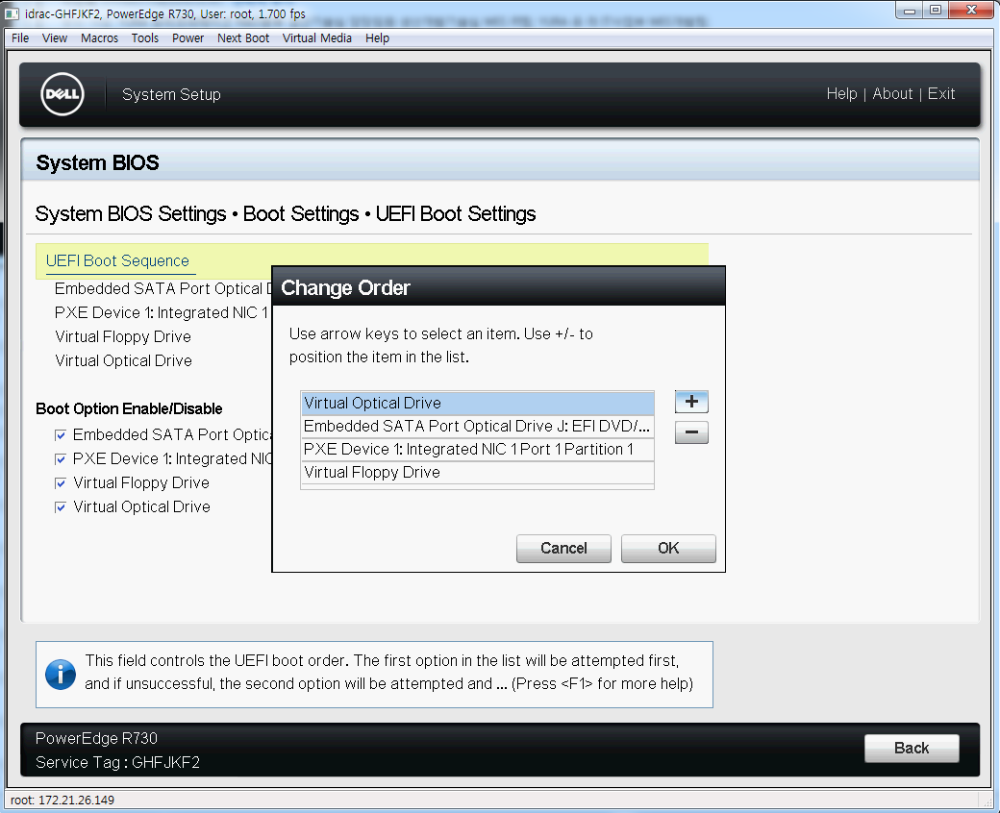 idrac-GHFJKF2, PowerEdge R730, User: root, 1.700 fps
File View Macros Tools Power Next Boot Virtual Media Help
DELL System Setup Help | About | Exit
System BIOS
System BIOS Settings • Boot Settings • UEFI Boot Settings
UEFI Boot Sequence
Embedded SATA Port Optical
PXE Device 1: Integrated NIC 1
Virtual Floppy Drive
Virtual Optical Drive
Boot Option Enable/Disable
Embedded SATA Port Optica
PXE Device 1: Integrated NIC
Virtual Floppy Drive
Virtual Optical Drive
Change Order
Use arrow keys to select an item. Use +/- to
position the item in the list.
Virtual Optical Drive
Embedded SATA Port Optical Drive J: EFI DVD/...
PXE Device 1: Integrated NIC 1 Port 1 Partition 1
Virtual Floppy Drive
+
−
Cancel OK
This field controls the UEFI boot order. The first option in the list will be attempted first,
and if unsuccessful, the second option will be attempted and ... (Press <F1> for more help)
PowerEdge R730
Service Tag : GHFJKF2
Back
root: 172.21.26.149